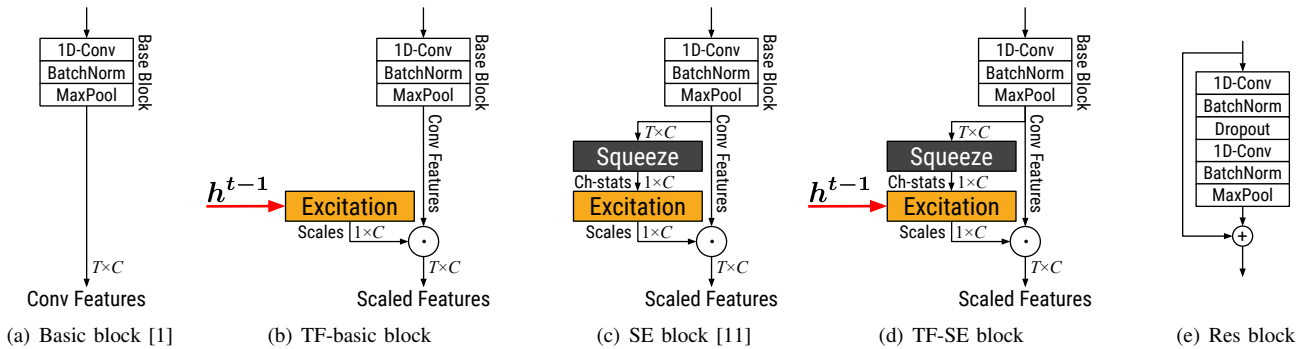 1D-Conv
BatchNorm
MaxPool
Base Block
T×C
Conv Features
(a) Basic block [1]
1D-Conv
BatchNorm
MaxPool
Base Block
Conv Features
h^{t−1}
Excitation
Scales
1×C
·
T×C
Scaled Features
(b) TF-basic block
1D-Conv
BatchNorm
MaxPool
Base Block
T×C
Conv Features
Squeeze
Ch-stats
1×C
Excitation
Scales
1×C
·
T×C
Scaled Features
(c) SE block [11]
1D-Conv
BatchNorm
MaxPool
Base Block
T×C
Conv Features
Squeeze
Ch-stats
1×C
h^{t−1}
Excitation
Scales
1×C
·
T×C
Scaled Features
(d) TF-SE block
1D-Conv
BatchNorm
Dropout
1D-Conv
BatchNorm
MaxPool
+
(e) Res block